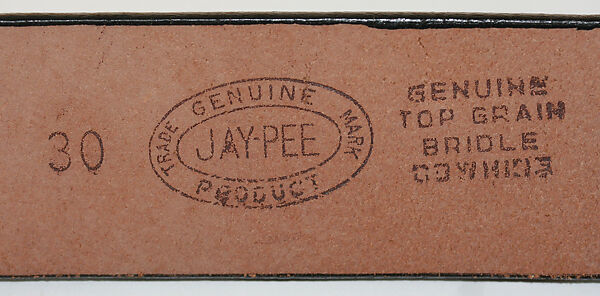 30
TRADE GENUINE MARK
JAY-PEE
PRODUCT
GENUINE
TOP GRAIN
BRIDLE
COWHIDE